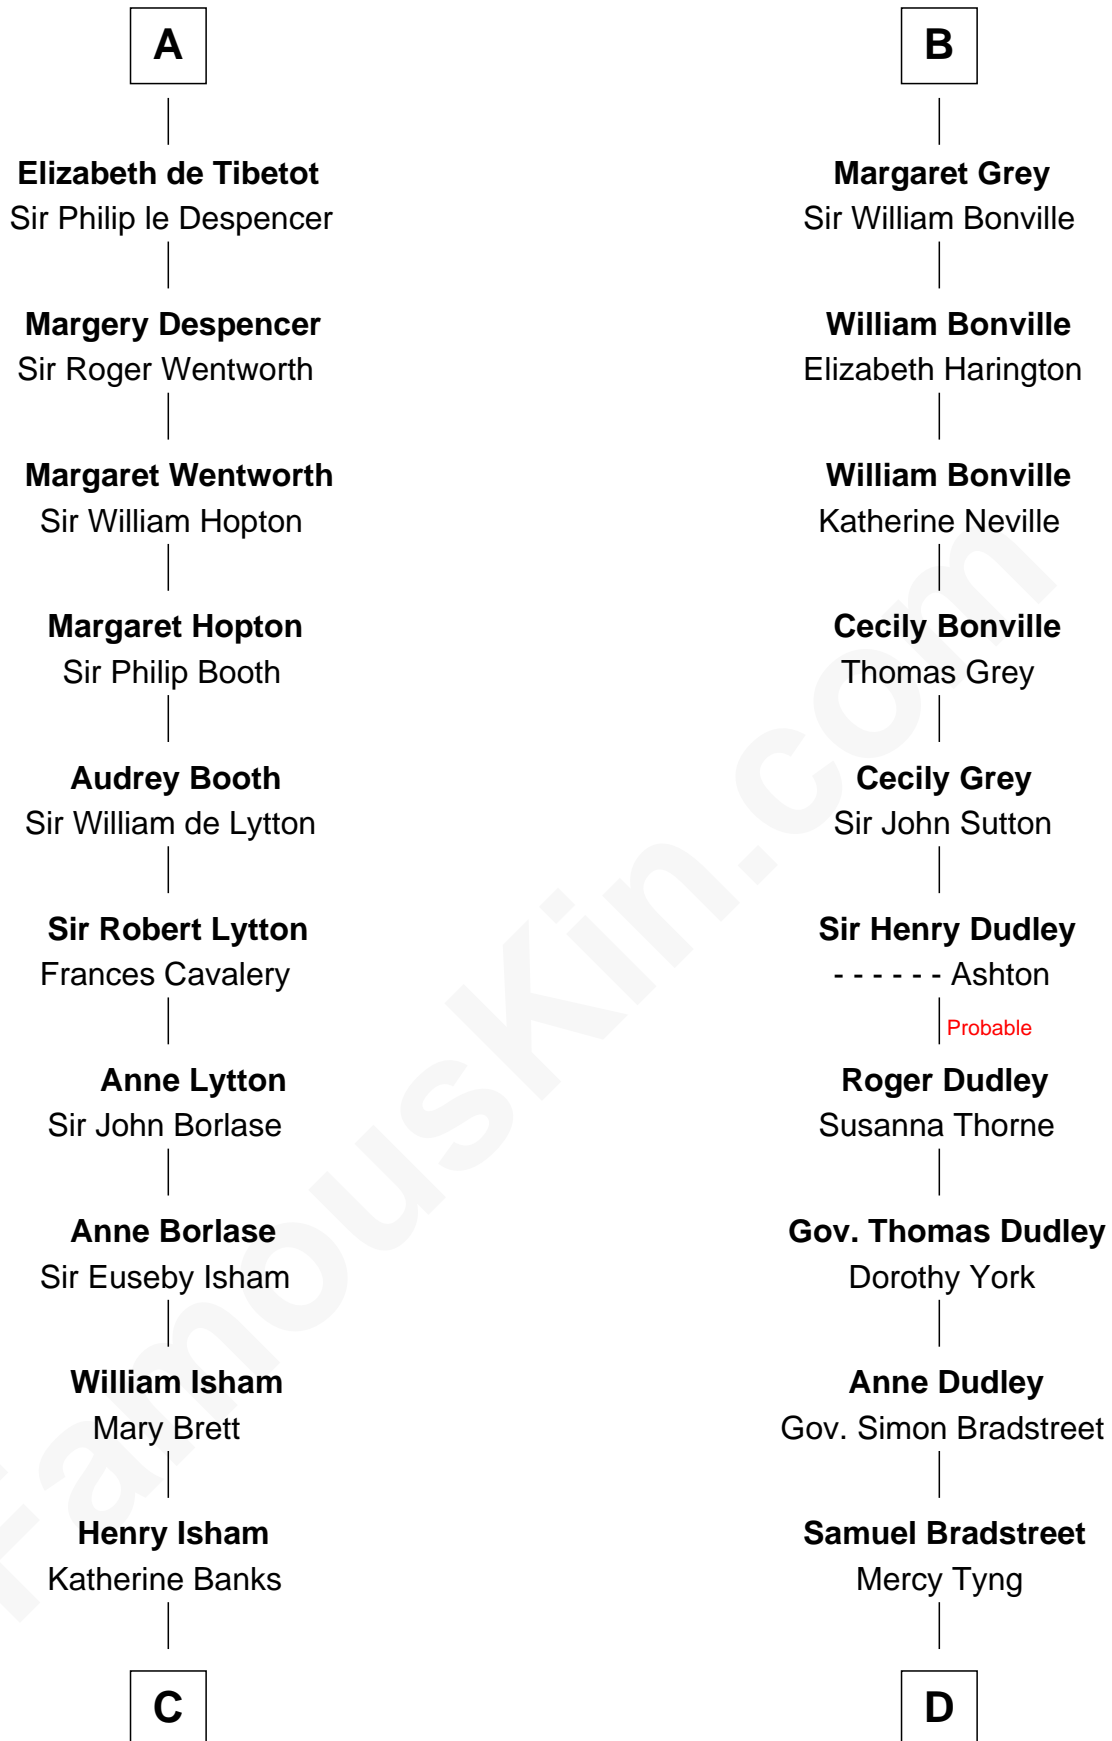 A
Elizabeth de Tibetot
Sir Philip le Despencer
Margery Despencer
Sir Roger Wentworth
Margaret Wentworth
Sir William Hopton
Margaret Hopton
Sir Philip Booth
Audrey Booth
Sir William de Lytton
Sir Robert Lytton
Frances Cavalery
Anne Lytton
Sir John Borlase
Anne Borlase
Sir Euseby Isham
William Isham
Mary Brett
Henry Isham
Katherine Banks
C
B
Margaret Grey
Sir William Bonville
William Bonville
Elizabeth Harington
William Bonville
Katherine Neville
Cecily Bonville
Thomas Grey
Cecily Grey
Sir John Sutton
Sir Henry Dudley
- - - - - - Ashton
Probable
Roger Dudley
Susanna Thorne
Gov. Thomas Dudley
Dorothy York
Anne Dudley
Gov. Simon Bradstreet
Samuel Bradstreet
Mercy Tyng
D
FamousKin.com